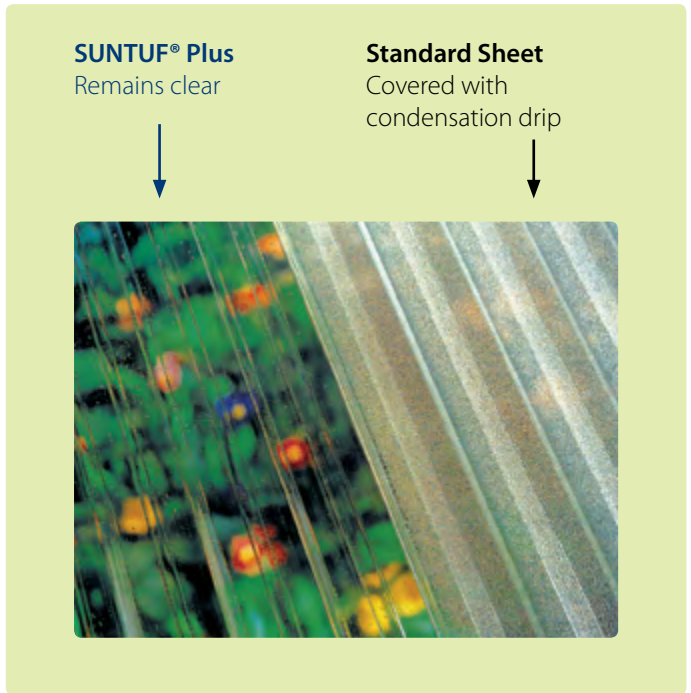 SUNTUF® Plus
Remains clear
Standard Sheet
Covered with
condensation drip